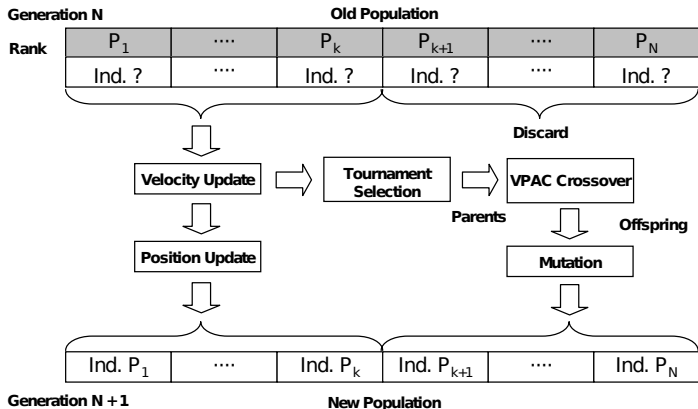 Generation N Old Population
Rank P1 .... Pk Pk+1 .... PN
Ind. ? .... Ind. ? Ind. ? .... Ind. ?
Discard
Velocity Update
Tournament
Selection
VPAC Crossover
Parents
Offspring
Position Update
Mutation
Ind. P1 .... Ind. Pk Ind. Pk+1 .... Ind. PN
Generation N + 1 New Population